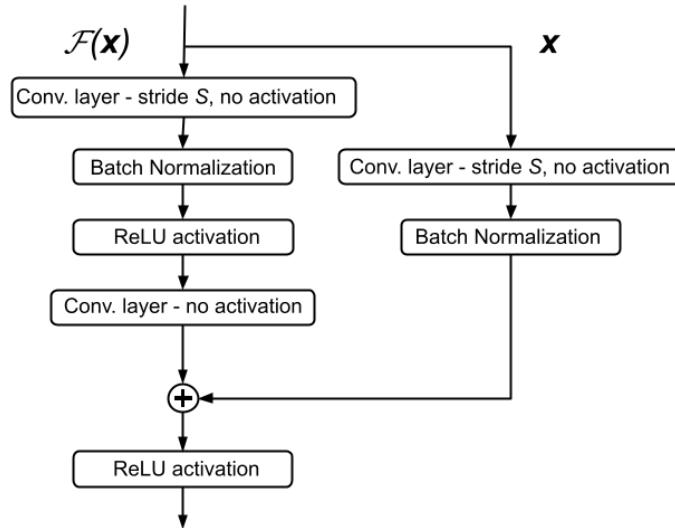 F(x)
x
Conv. layer - stride S, no activation
Batch Normalization
Conv. layer - stride S, no activation
ReLU activation
Batch Normalization
Conv. layer - no activation
+
ReLU activation